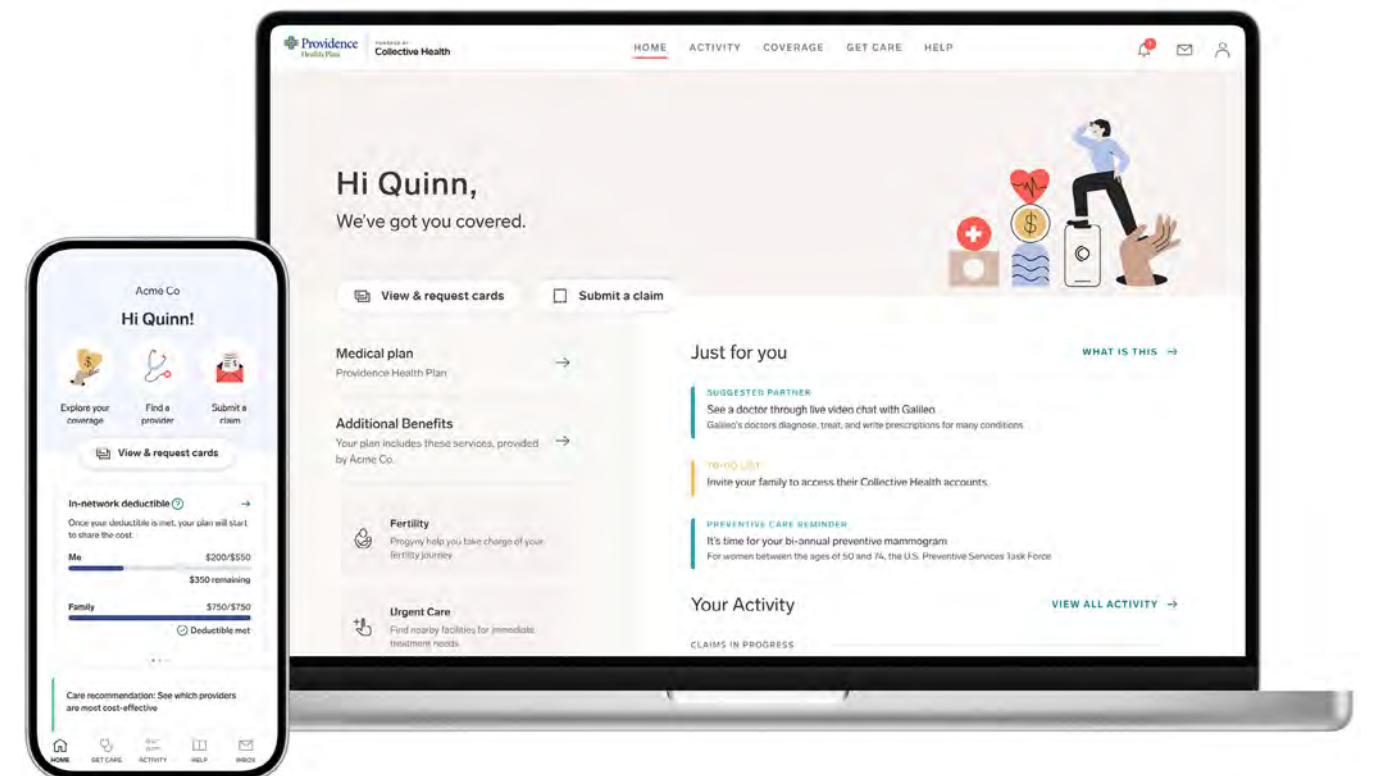 Providence
Health Plan
POWERED BY
Collective Health
HOME ACTIVITY COVERAGE GET CARE HELP
Hi Quinn,
We've got you covered.
View & request cards
Submit a claim
Medical plan
Providence Health Plan
Additional Benefits
Your plan includes these services, provided
by Acme Co.
Fertility
Progyny help you take charge of your
fertility journey
Urgent Care
Find nearby facilities for immediate
treatment needs
Just for you
WHAT IS THIS
SUGGESTED PARTNER
See a doctor through live video chat with Galileo
Galileo's doctors diagnose, treat, and write prescriptions for many conditions
TO-DO LIST
Invite your family to access their Collective Health accounts.
PREVENTIVE CARE REMINDER
It's time for your bi-annual preventive mammogram
For women between the ages of 50 and 74, the U.S. Preventive Services Task Force
Your Activity
VIEW ALL ACTIVITY
CLAIMS IN PROGRESS
Acme Co
Hi Quinn!
Explore your
coverage
Find a
provider
Submit a
claim
View & request cards
In-network deductible
Once your deductible is met, your plan will start
to share the cost.
Me $200/$550
$350 remaining
Family $750/$750
Deductible met
Care recommendation: See which providers
are most cost-effective
HOME GET CARE ACTIVITY HELP INBOX